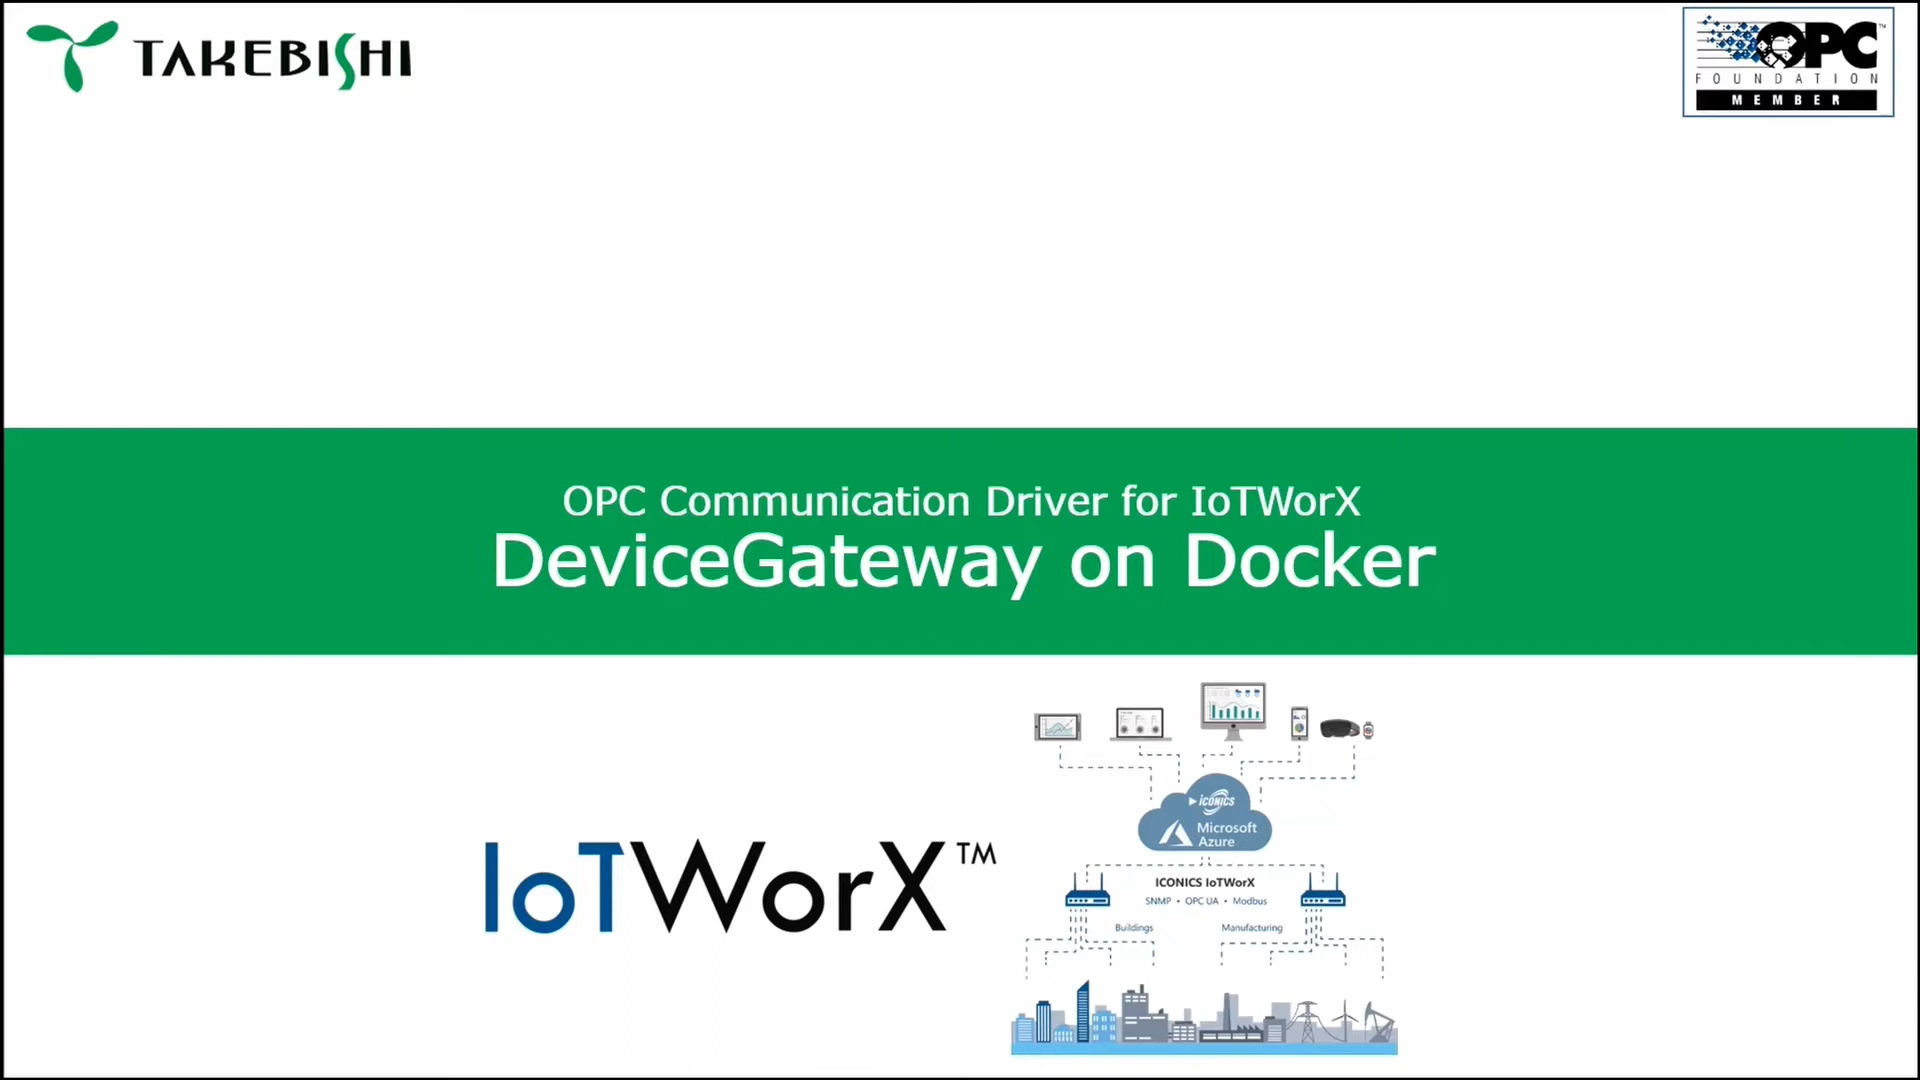 TAKEBISHI
OPC™
FOUNDATION
MEMBER
OPC Communication Driver for IoTWorX
DeviceGateway on Docker
IoTWorX™
ICONICS
Microsoft
Azure
ICONICS IoTWorX
SNMP • OPC UA • Modbus
Buildings
Manufacturing